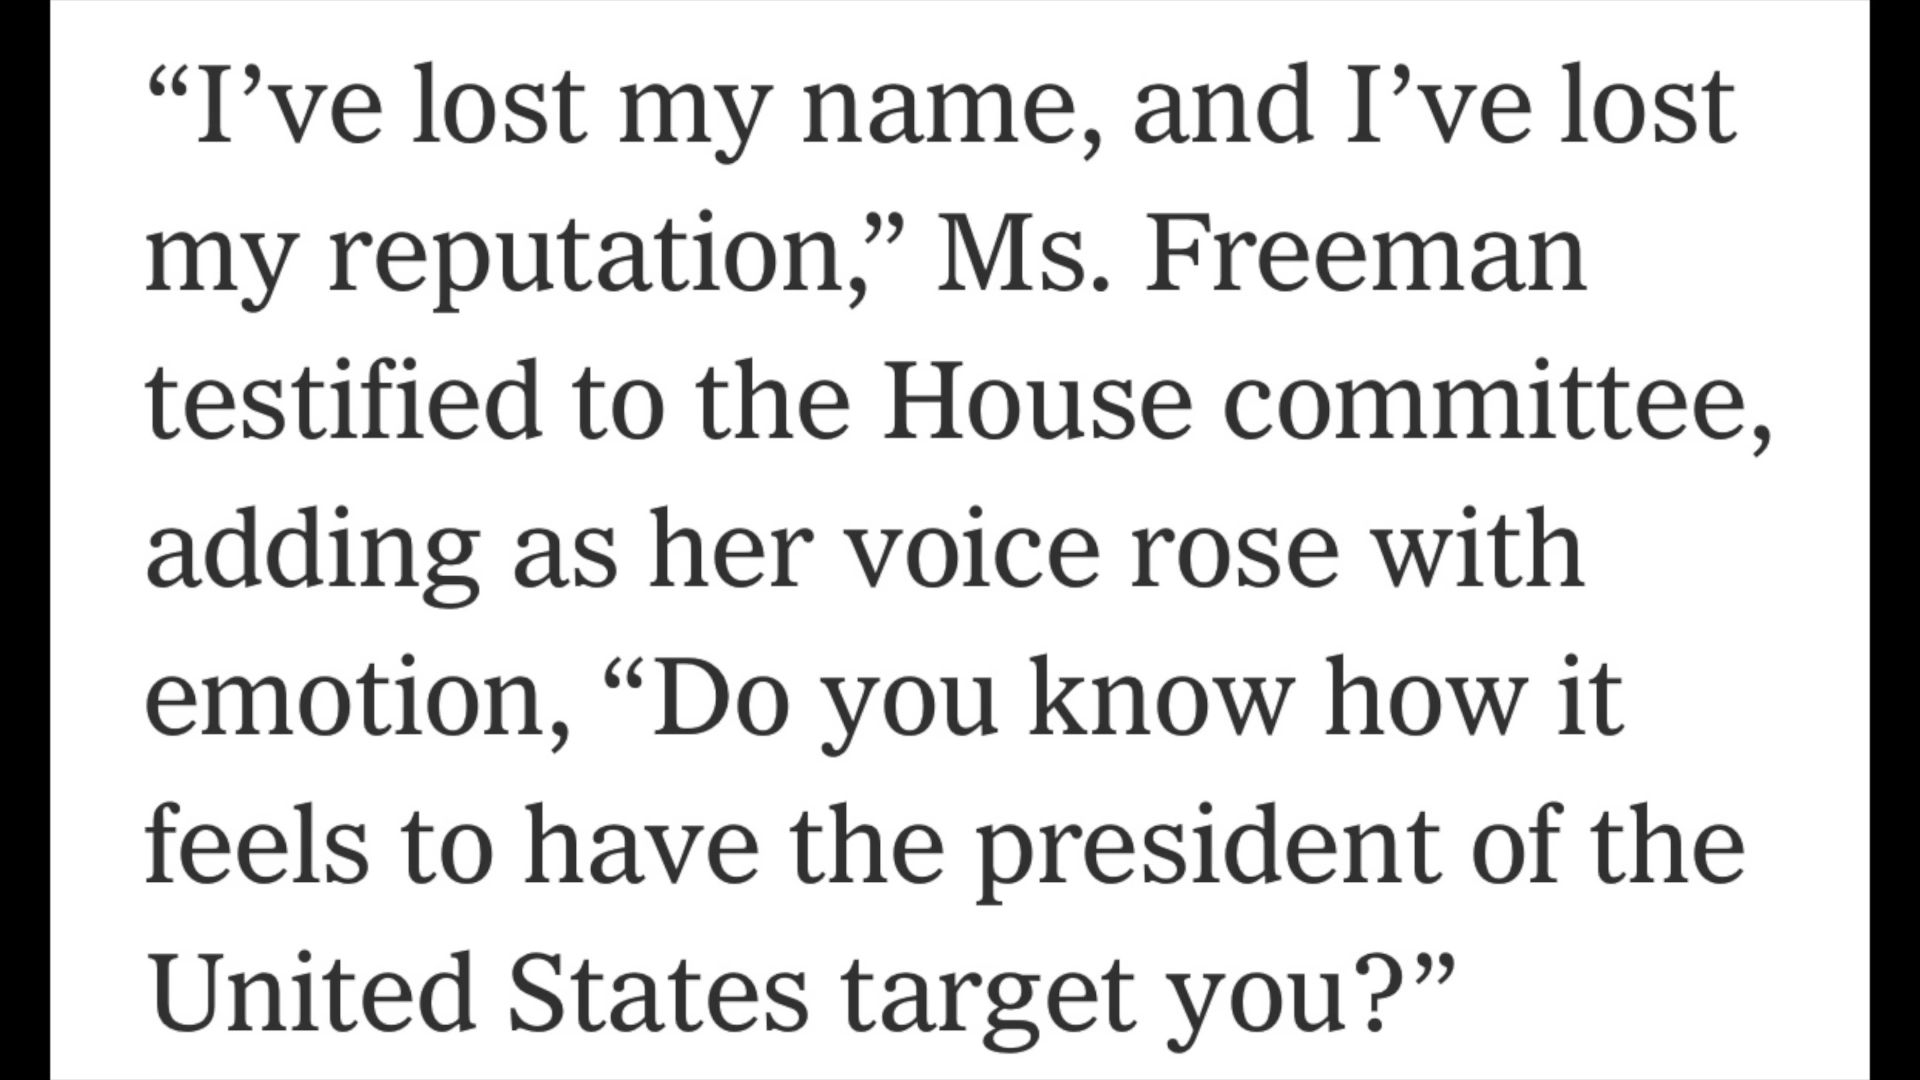 “I’ve lost my name, and I’ve lost
my reputation,” Ms. Freeman
testified to the House committee,
adding as her voice rose with
emotion, “Do you know how it
feels to have the president of the
United States target you?”